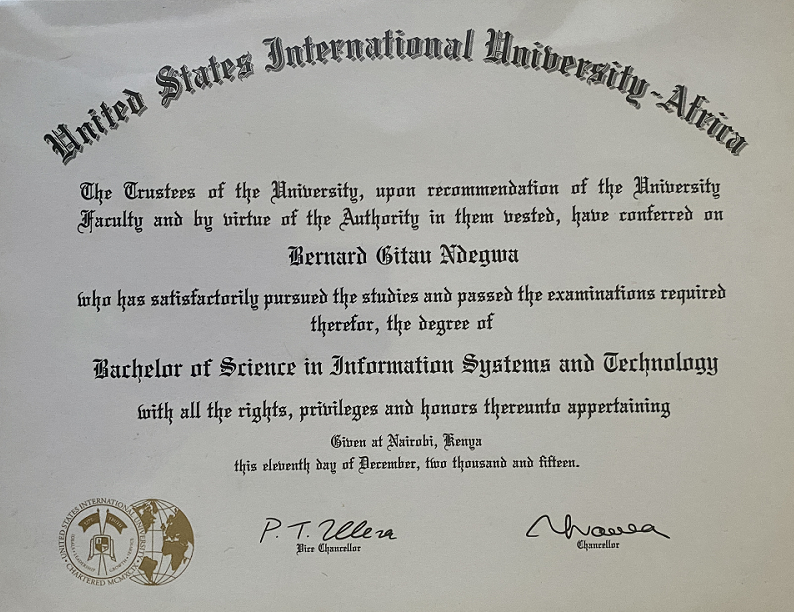 United States International University-Africa
The Trustees of the University, upon recommendation of the University
Faculty and by virtue of the Authority in them vested, have conferred on
Bernard Gitau Ndegwa
who has satisfactorily pursued the studies and passed the examinations required
therefor, the degree of
Bachelor of Science in Information Systems and Technology
with all the rights, privileges and honors thereunto appertaining
Given at Nairobi, Kenya
this eleventh day of December, two thousand and fifteen.
UNITED STATES INTERNATIONAL UNIVERSITY
CHARTERED MCMXCIX
P. T.
Vice Chancellor
Chancellor